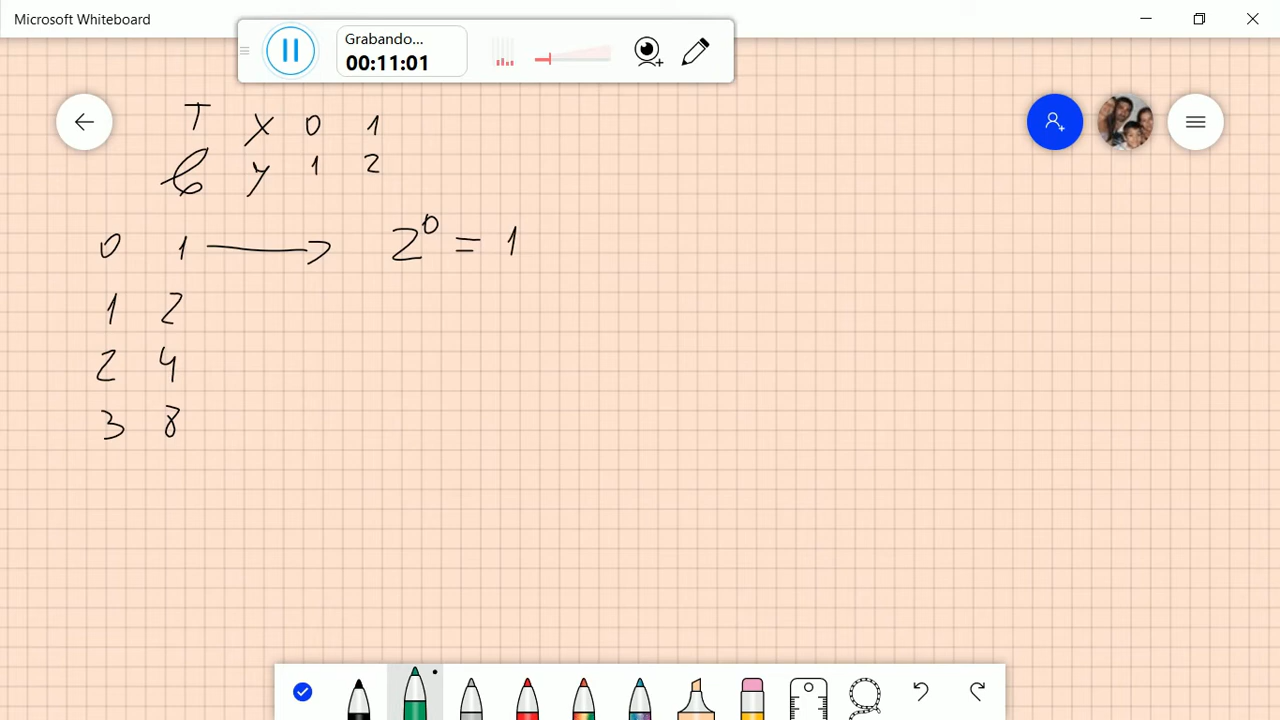 Microsoft Whiteboard
Grabando...
00:11:01
T x 0 1
y 1 2
0 1 → 2⁰ = 1
1 2
2 4
3 8